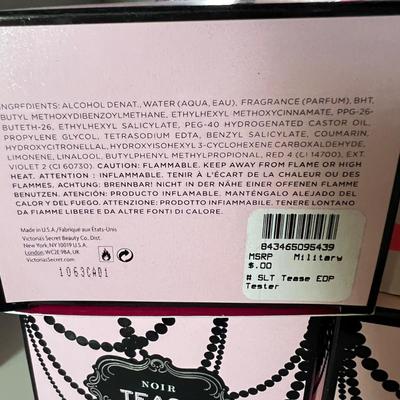 INGREDIENTS: ALCOHOL DENAT., WATER (AQUA, EAU), FRAGRANCE (PARFUM), BHT,
BUTYL METHOXYDIBENZOYLMETHANE, ETHYLHEXYL METHOXYCINNAMATE, PPG-26-
BUTETH-26, ETHYLHEXYL SALICYLATE, PEG-40 HYDROGENATED CASTOR OIL,
PROPYLENE GLYCOL, TETRASODIUM EDTA, BENZYL SALICYLATE, COUMARIN,
HYDROXYCITRONELLAL, HYDROXYISOHEXYL 3-CYCLOHEXENE CARBOXALDEHYDE,
LIMONENE, LINALOOL, BUTYLPHENYL METHYLPROPIONAL, RED 4 (CI 14700), EXT.
VIOLET 2 (CI 60730). CAUTION: FLAMMABLE. KEEP AWAY FROM FLAME OR HIGH
HEAT. ATTENTION : INFLAMMABLE. TENIR À L'ÉCART DE LA CHALEUR OU DES
FLAMMES. ACHTUNG: BRENNBAR! NICHT IN DER NÄHE EINER OFFENEN FLAMME
BENUTZEN. ATENCIÓN: PRODUCTO INFLAMABLE. MANTÉNGALO ALEJADO DEL
CALOR Y DEL FUEGO. ATTENZIONE: PRODOTTO INFIAMMABILE. TENERE LONTANO
DA FIAMME LIBERE E DA ALTRE FONTI DI CALORE.
Made in U.S.A./Fabriqué aux États-Unis
Victoria's Secret Beauty Co., Dist.
New York, NY 10019 U.S.
London WC2E 9RA, UK
VictoriasSecret.com
1063CA01
843465095439
MSRP Military
$.00
# SLT Tease EDP
Tester
NOIR
TEASE